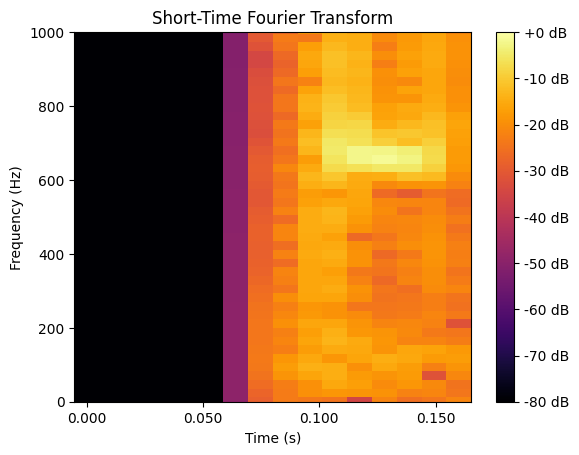 Short-Time Fourier Transform
1000
800
600
400
200
0
Frequency (Hz)
0.000
0.050
0.100
0.150
Time (s)
+0 dB
-10 dB
-20 dB
-30 dB
-40 dB
-50 dB
-60 dB
-70 dB
-80 dB